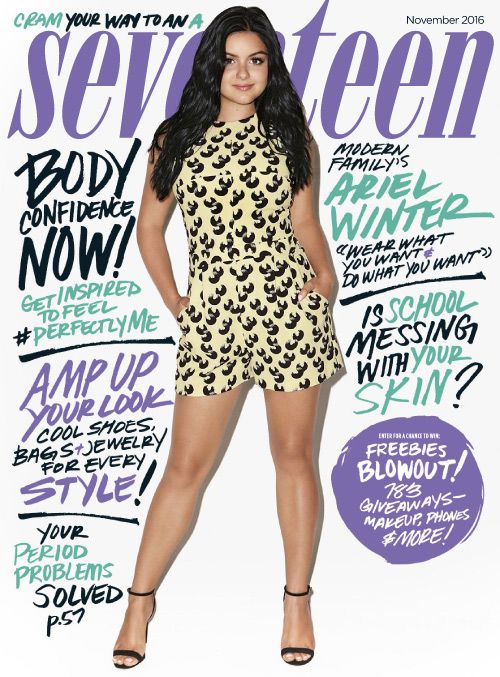 CRAM YOUR WAY TO AN A
November 2016
seventeen
BODY
CONFIDENCE
NOW!
GET INSPIRED
TO FEEL
#PERFECTLYME
AMP UP
YOUR LOOK
COOL SHOES,
BAGS + JEWELRY
FOR EVERY
STYLE!
YOUR
PERIOD
PROBLEMS
SOLVED
p.57
MODERN
FAMILY'S
ARIEL
WINTER
"WEAR WHAT
YOU WANT &
DO WHAT YOU WANT"
IS SCHOOL
MESSING
WITH YOUR
SKIN?
ENTER FOR A CHANCE TO WIN:
FREEBIES
BLOWOUT!
783
GIVEAWAYS—
MAKEUP, PHONES
& MORE!